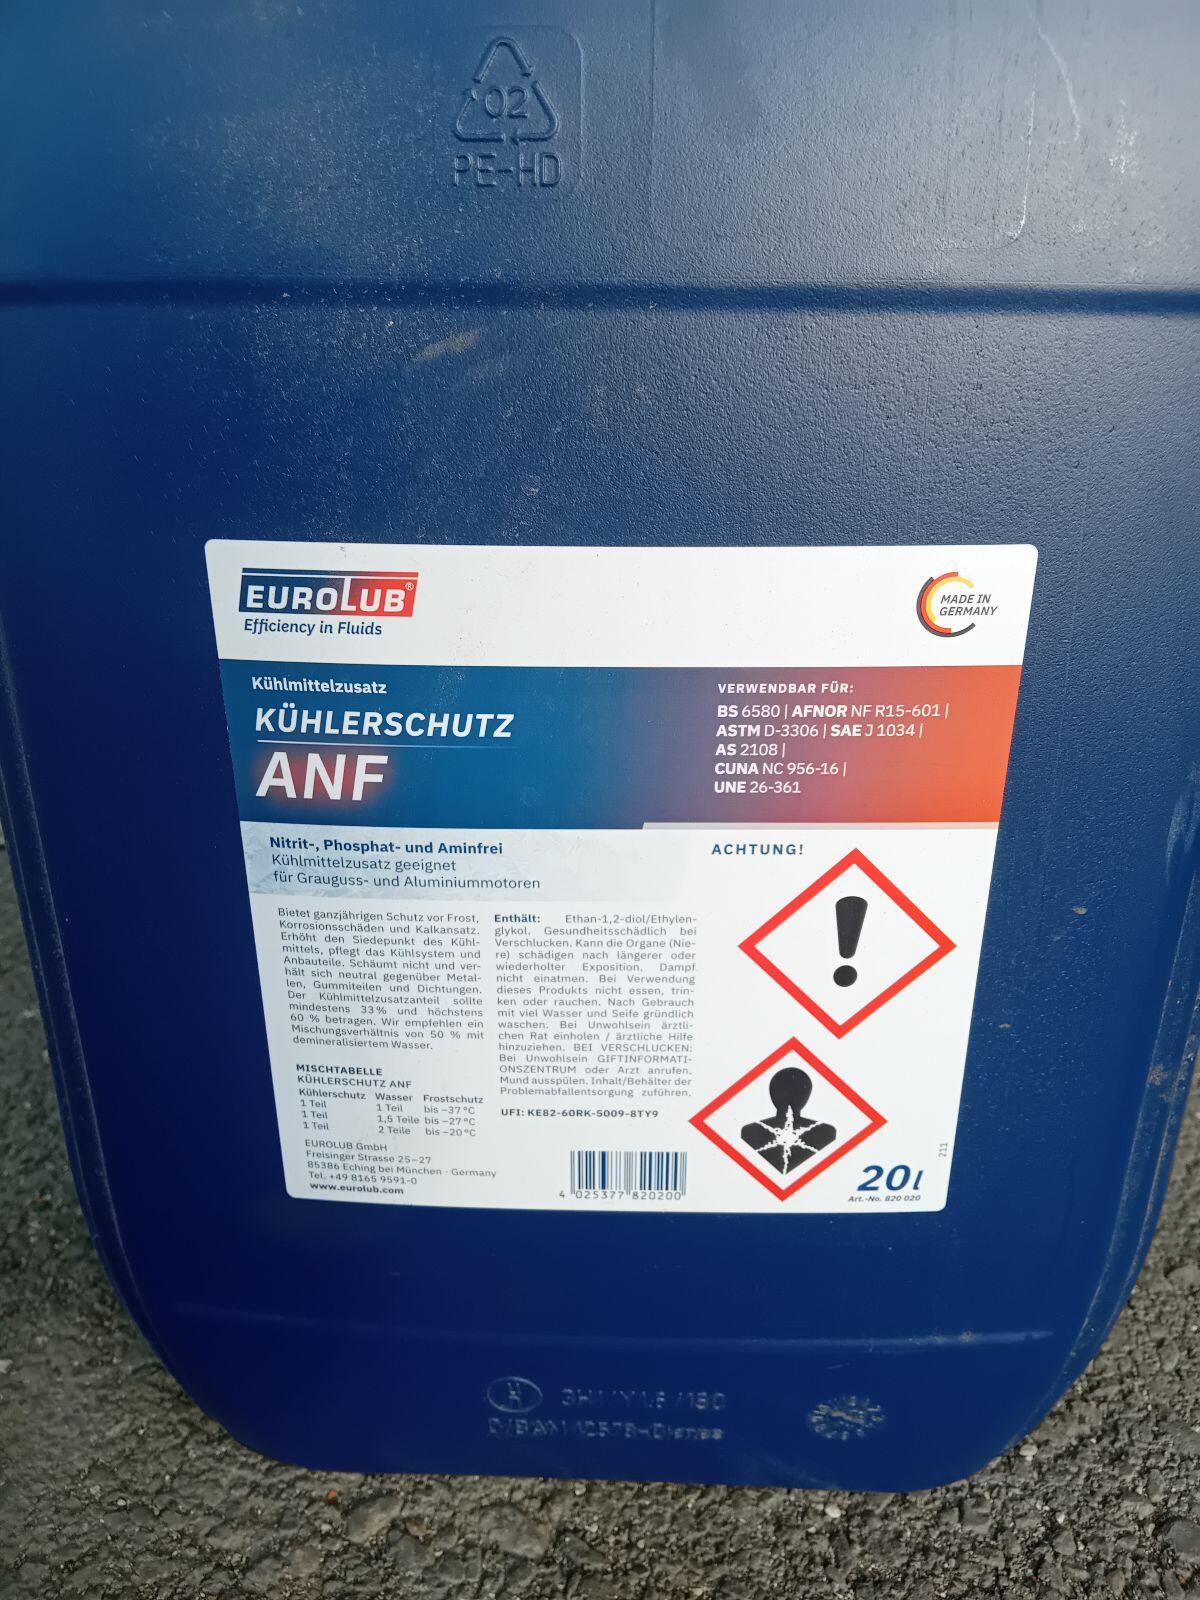 02
PE-HD
EUROLUB®
Efficiency in Fluids
MADE IN
GERMANY
Kühlmittelzusatz
KÜHLERSCHUTZ
ANF
VERWENDBAR FÜR:
BS 6580 | AFNOR NF R15-601 |
ASTM D-3306 | SAE J 1034 |
AS 2108 |
CUNA NC 956-16 |
UNE 26-361
Nitrit-, Phosphat- und Aminfrei
Kühlmittelzusatz geeignet
für Grauguss- und Aluminiummotoren
ACHTUNG!
Bietet ganzjährigen Schutz vor Frost,
Korrosionsschäden und Kalkansatz.
Erhöht den Siedepunkt des Kühl-
mittels, pflegt das Kühlsystem und
Anbauteile. Schäumt nicht und ver-
hält sich neutral gegenüber Metal-
len, Gummiteilen und Dichtungen.
Der Kühlmittelzusatzanteil sollte
mindestens 33 % und höchstens
60 % betragen. Wir empfehlen ein
Mischungsverhältnis von 50 % mit
demineralisiertem Wasser.
MISCHTABELLE
KÜHLERSCHUTZ ANF
Kühlerschutz Wasser Frostschutz
1 Teil 1 Teil bis –37 °C
1 Teil 1,5 Teile bis –27 °C
1 Teil 2 Teile bis –20 °C
EUROLUB GmbH
Freisinger Strasse 25–27
85386 Eching bei München · Germany
Tel. +49 8165 9591-0
www.eurolub.com
Enthält: Ethan-1,2-diol/Ethylen-
glykol. Gesundheitsschädlich bei
Verschlucken. Kann die Organe (Nie-
re) schädigen nach längerer oder
wiederholter Exposition. Dampf
nicht einatmen. Bei Verwendung
dieses Produkts nicht essen, trin-
ken oder rauchen. Nach Gebrauch
mit viel Wasser und Seife gründlich
waschen. Bei Unwohlsein ärztli-
chen Rat einholen / ärztliche Hilfe
hinzuziehen. BEI VERSCHLUCKEN:
Bei Unwohlsein GIFTINFORMATI-
ONSZENTRUM oder Arzt anrufen.
Mund ausspülen. Inhalt/Behälter der
Problemabfallentsorgung zuführen.
UFI: KE82-60RK-5009-8TY9
4 025377 820200
211
20l
Art.-No. 820 020